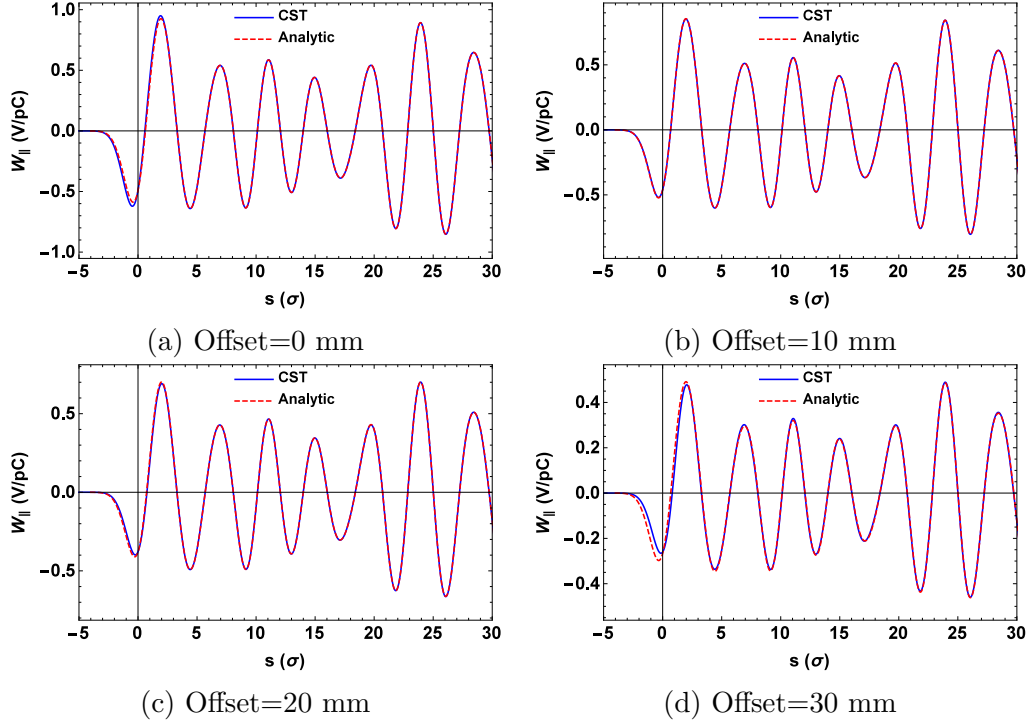 CST
Analytic
1.0
0.5
0.0
−0.5
−1.0
W∥ (V/pC)
−5 0 5 10 15 20 25 30
s (σ)
(a) Offset=0 mm
CST
Analytic
0.5
0.0
−0.5
W∥ (V/pC)
−5 0 5 10 15 20 25 30
s (σ)
(b) Offset=10 mm
CST
Analytic
0.5
0.0
−0.5
W∥ (V/pC)
−5 0 5 10 15 20 25 30
s (σ)
(c) Offset=20 mm
CST
Analytic
0.4
0.2
0.0
−0.2
−0.4
W∥ (V/pC)
−5 0 5 10 15 20 25 30
s (σ)
(d) Offset=30 mm